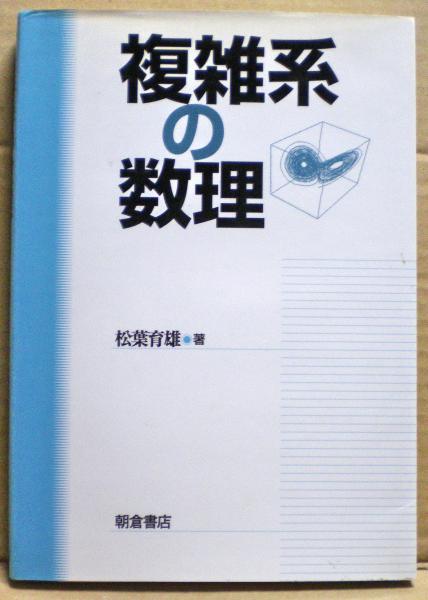 複雑系
の
数理
松葉育雄●著
朝倉書店